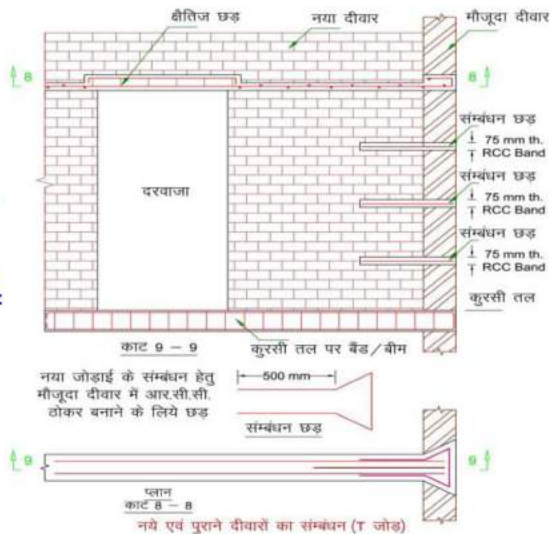 क्षैतिज छड़
नया दीवार
मौजूदा दीवार
8
8
संम्बंधन छड़
75 mm th.
RCC Band
संम्बंधन छड़
75 mm th.
RCC Band
संम्बंधन छड़
75 mm th.
RCC Band
दरवाजा
कुरसी तल
काट 9 – 9
कुरसी तल पर बैंड/बीम
नया जोड़ाई के संम्बंधन हेतु
मौजूदा दीवार में आर.सी.सी.
ठोकर बनाने के लिये छड़
500 mm
संम्बंधन छड़
9
9
प्लान
काट 8 – 8
नये एवं पुराने दीवारों का संम्बंधन (T जोड़)